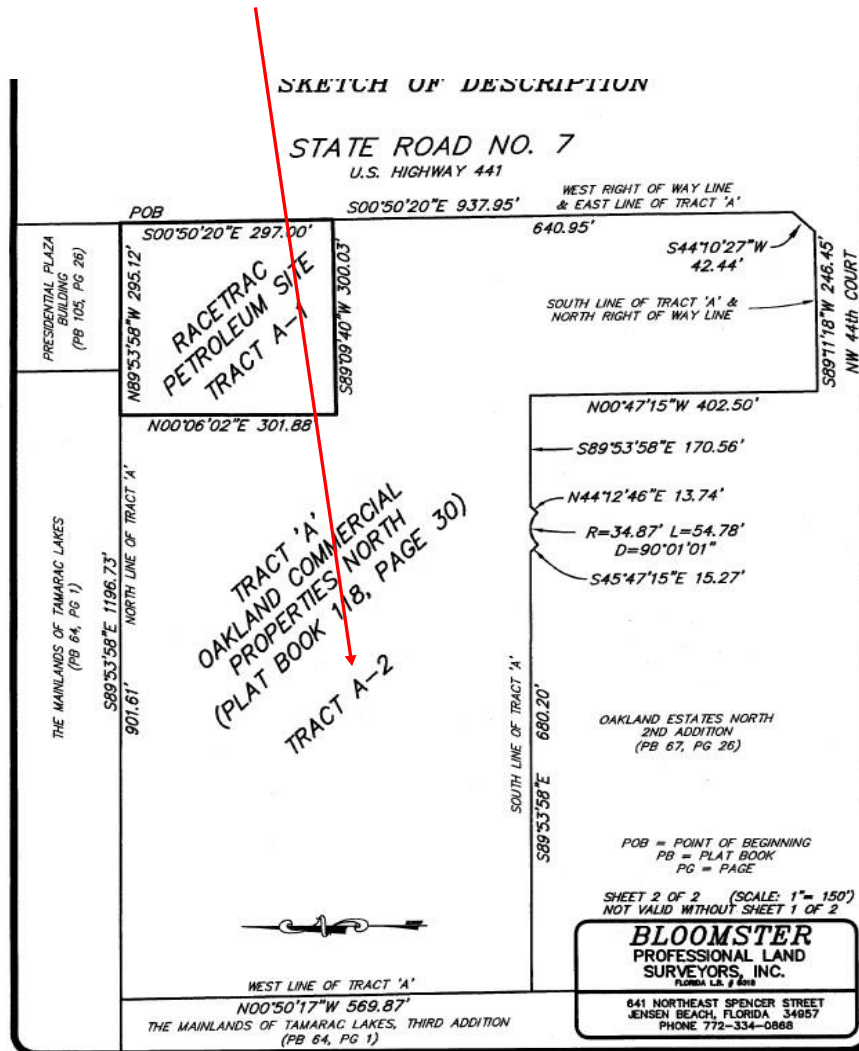 SKETCH OF DESCRIPTION
STATE ROAD NO. 7
U.S. HIGHWAY 441
WEST RIGHT OF WAY LINE
& EAST LINE OF TRACT 'A'
POB
S00°50'20"E 937.95'
S00°50'20"E 297.00'
640.95'
S44°10'27"W
42.44'
PRESIDENTIAL PLAZA
BUILDING
(PB 105, PG 26)
N89°53'58"W 295.12'
RACETRAC
PETROLEUM SITE
TRACT A-1
S89°09'40"W 300.03'
SOUTH LINE OF TRACT 'A' &
NORTH RIGHT OF WAY LINE
S89°11'18"W 246.45'
NW 44th COURT
N00°06'02"E 301.88'
N00°47'15"W 402.50'
S89°53'58"E 170.56'
N44°12'46"E 13.74'
R=34.87' L=54.78'
D=90°01'01"
S45°47'15"E 15.27'
THE MAINLANDS OF TAMARAC LAKES
(PB 64, PG 1)
S89°53'58"E 1196.73'
NORTH LINE OF TRACT 'A'
901.61'
TRACT 'A'
OAKLAND COMMERCIAL
PROPERTIES NORTH
(PLAT BOOK 118, PAGE 30)
TRACT A-2
SOUTH LINE OF TRACT 'A'
S89°53'58"E 680.20'
OAKLAND ESTATES NORTH
2ND ADDITION
(PB 67, PG 26)
POB = POINT OF BEGINNING
PB = PLAT BOOK
PG = PAGE
SHEET 2 OF 2 (SCALE: 1"= 150')
NOT VALID WITHOUT SHEET 1 OF 2
BLOOMSTER
PROFESSIONAL LAND
SURVEYORS, INC.
FLORIDA L.B. #
641 NORTHEAST SPENCER STREET
JENSEN BEACH, FLORIDA 34957
PHONE 772-334-0868
WEST LINE OF TRACT 'A'
N00°50'17"W 569.87'
THE MAINLANDS OF TAMARAC LAKES, THIRD ADDITION
(PB 64, PG 1)